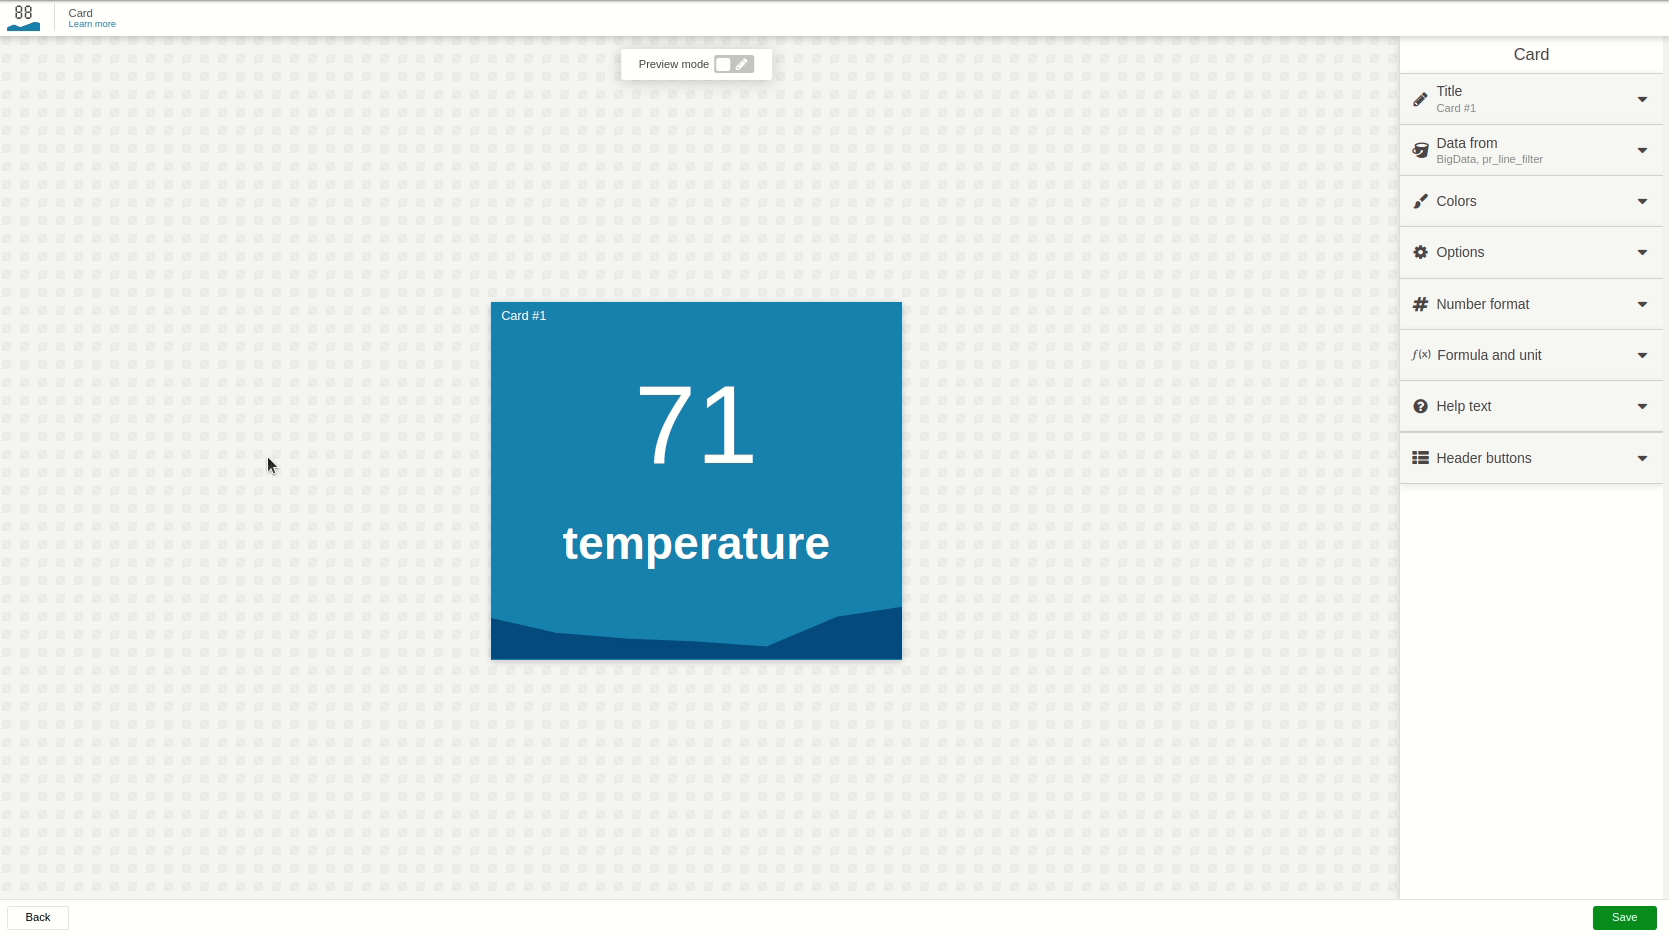 88
Card
Learn more
Preview mode
Card #1
71
temperature
Card
Title
Card #1
Data from
BigData, pr_line_filter
Colors
Options
Number format
f(x) Formula and unit
Help text
Header buttons
Back
Save